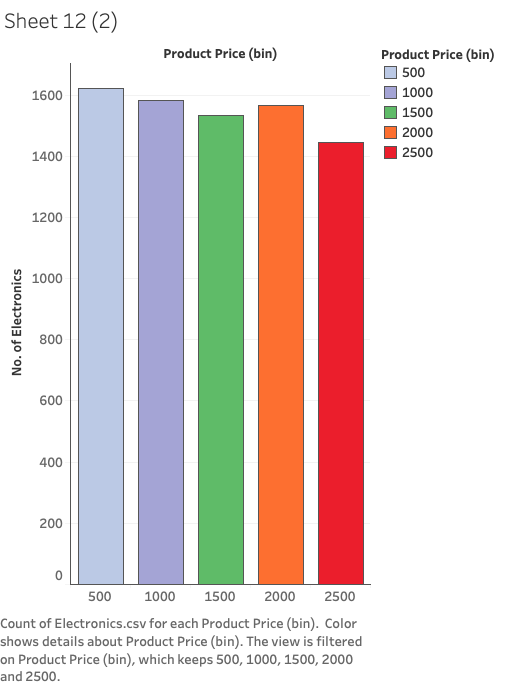 Sheet 12 (2)
Product Price (bin)
1600
1400
1200
1000
800
600
400
200
0
No. of Electronics
500 1000 1500 2000 2500
Product Price (bin)
500
1000
1500
2000
2500
Count of Electronics.csv for each Product Price (bin). Color
shows details about Product Price (bin). The view is filtered
on Product Price (bin), which keeps 500, 1000, 1500, 2000
and 2500.